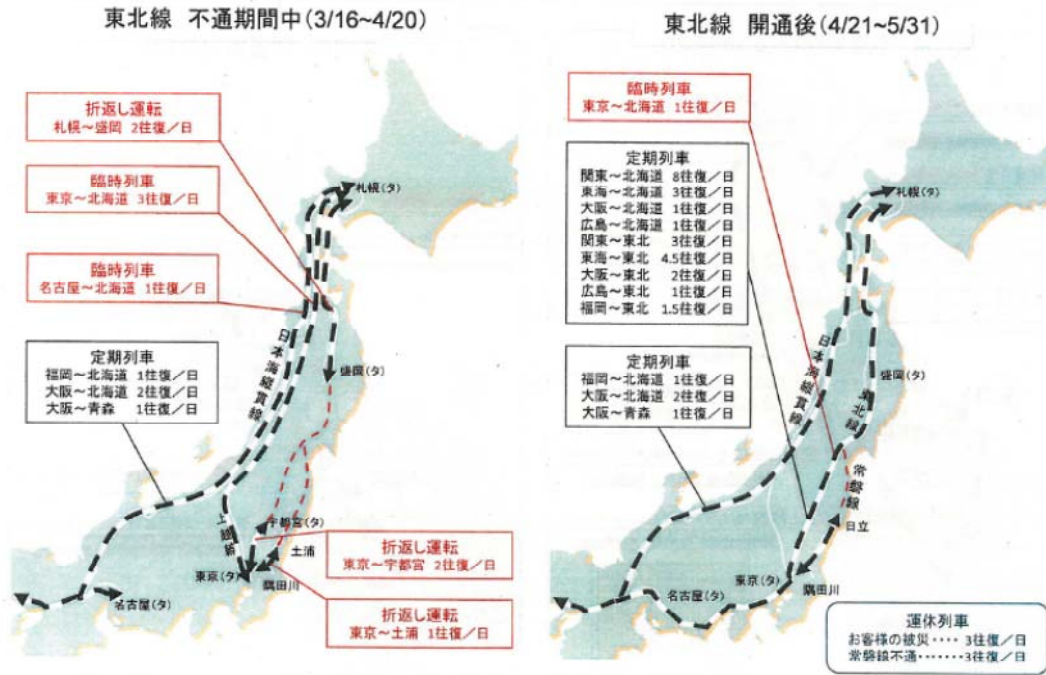 東北線 不通期間中(3/16~4/20)
折返し運転
札幌~盛岡 2往復/日
臨時列車
東京~北海道 3往復/日
臨時列車
名古屋~北海道 1往復/日
定期列車
福岡~北海道 1往復/日
大阪~北海道 2往復/日
大阪~青森 1往復/日
札幌(タ)
日本海縦貫線
盛岡(タ)
上越線
宇都宮(タ)
土浦
東京(タ)
隅田川
名古屋(タ)
折返し運転
東京~宇都宮 2往復/日
折返し運転
東京~土浦 1往復/日
東北線 開通後(4/21~5/31)
臨時列車
東京~北海道 1往復/日
定期列車
関東~北海道 8往復/日
東海~北海道 3往復/日
大阪~北海道 1往復/日
広島~北海道 1往復/日
関東~東北 3往復/日
東海~東北 4.5往復/日
大阪~東北 2往復/日
広島~東北 1往復/日
福岡~東北 1.5往復/日
定期列車
福岡~北海道 1往復/日
大阪~北海道 2往復/日
大阪~青森 1往復/日
札幌(タ)
日本海縦貫線
盛岡(タ)
東北線
常磐線
日立
東京(タ)
隅田川
名古屋(タ)
運休列車
お客様の被災‥‥ 3往復/日
常磐線不通‥‥‥‥3往復/日